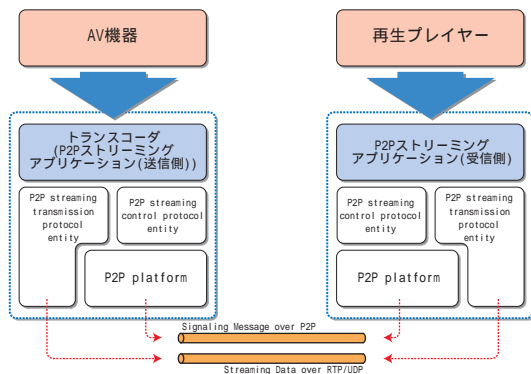 AV機器
再生プレイヤー
トランスコーダ
(P2Pストリーミング
アプリケーション(送信側))
P2Pストリーミング
アプリケーション(受信側)
P2P streaming
transmission
protocol
entity
P2P streaming
control protocol
entity
P2P platform
P2P streaming
control protocol
entity
P2P streaming
transmission
protocol
entity
P2P platform
Signaling Message over P2P
Streaming Data over RTP/UDP